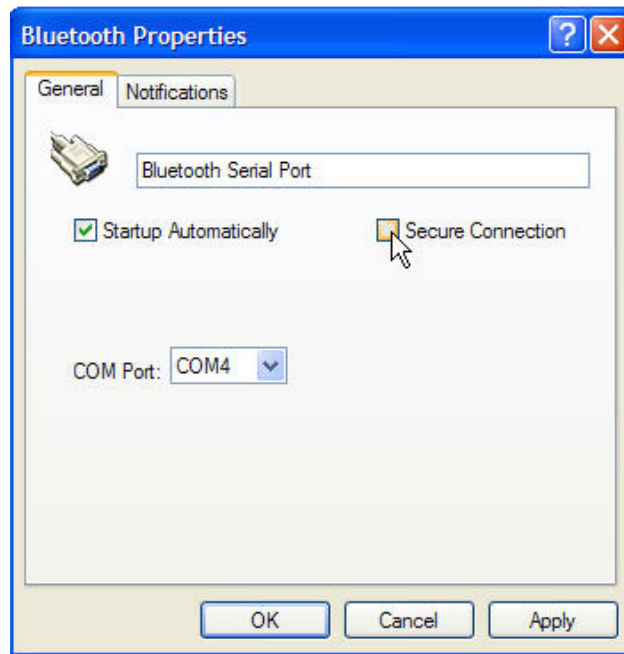 Bluetooth Properties
General Notifications
Bluetooth Serial Port
Startup Automatically Secure Connection
COM Port: COM4
OK Cancel Apply